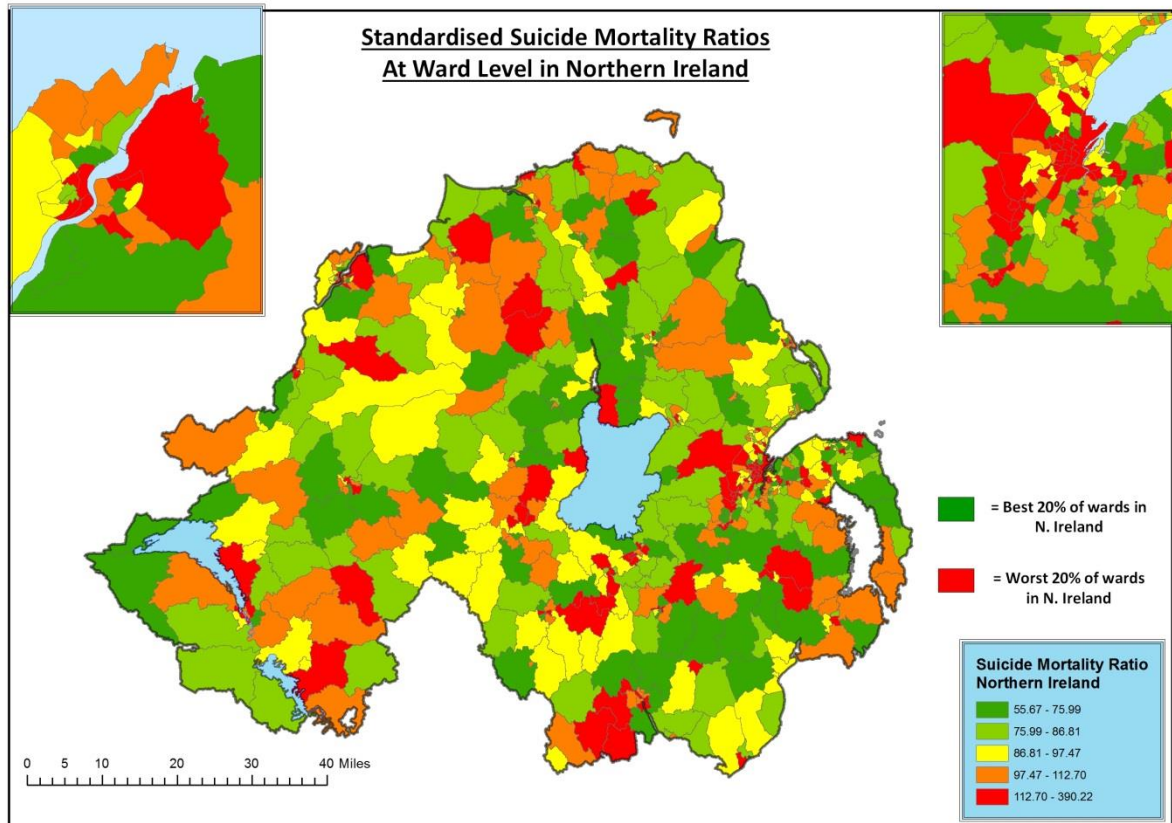 Standardised Suicide Mortality Ratios
At Ward Level in Northern Ireland
= Best 20% of wards in
N. Ireland
= Worst 20% of wards
in N. Ireland
Suicide Mortality Ratio
Northern Ireland
55.67 - 75.99
75.99 - 86.81
86.81 - 97.47
97.47 - 112.70
112.70 - 390.22
0 5 10 20 30 40 Miles